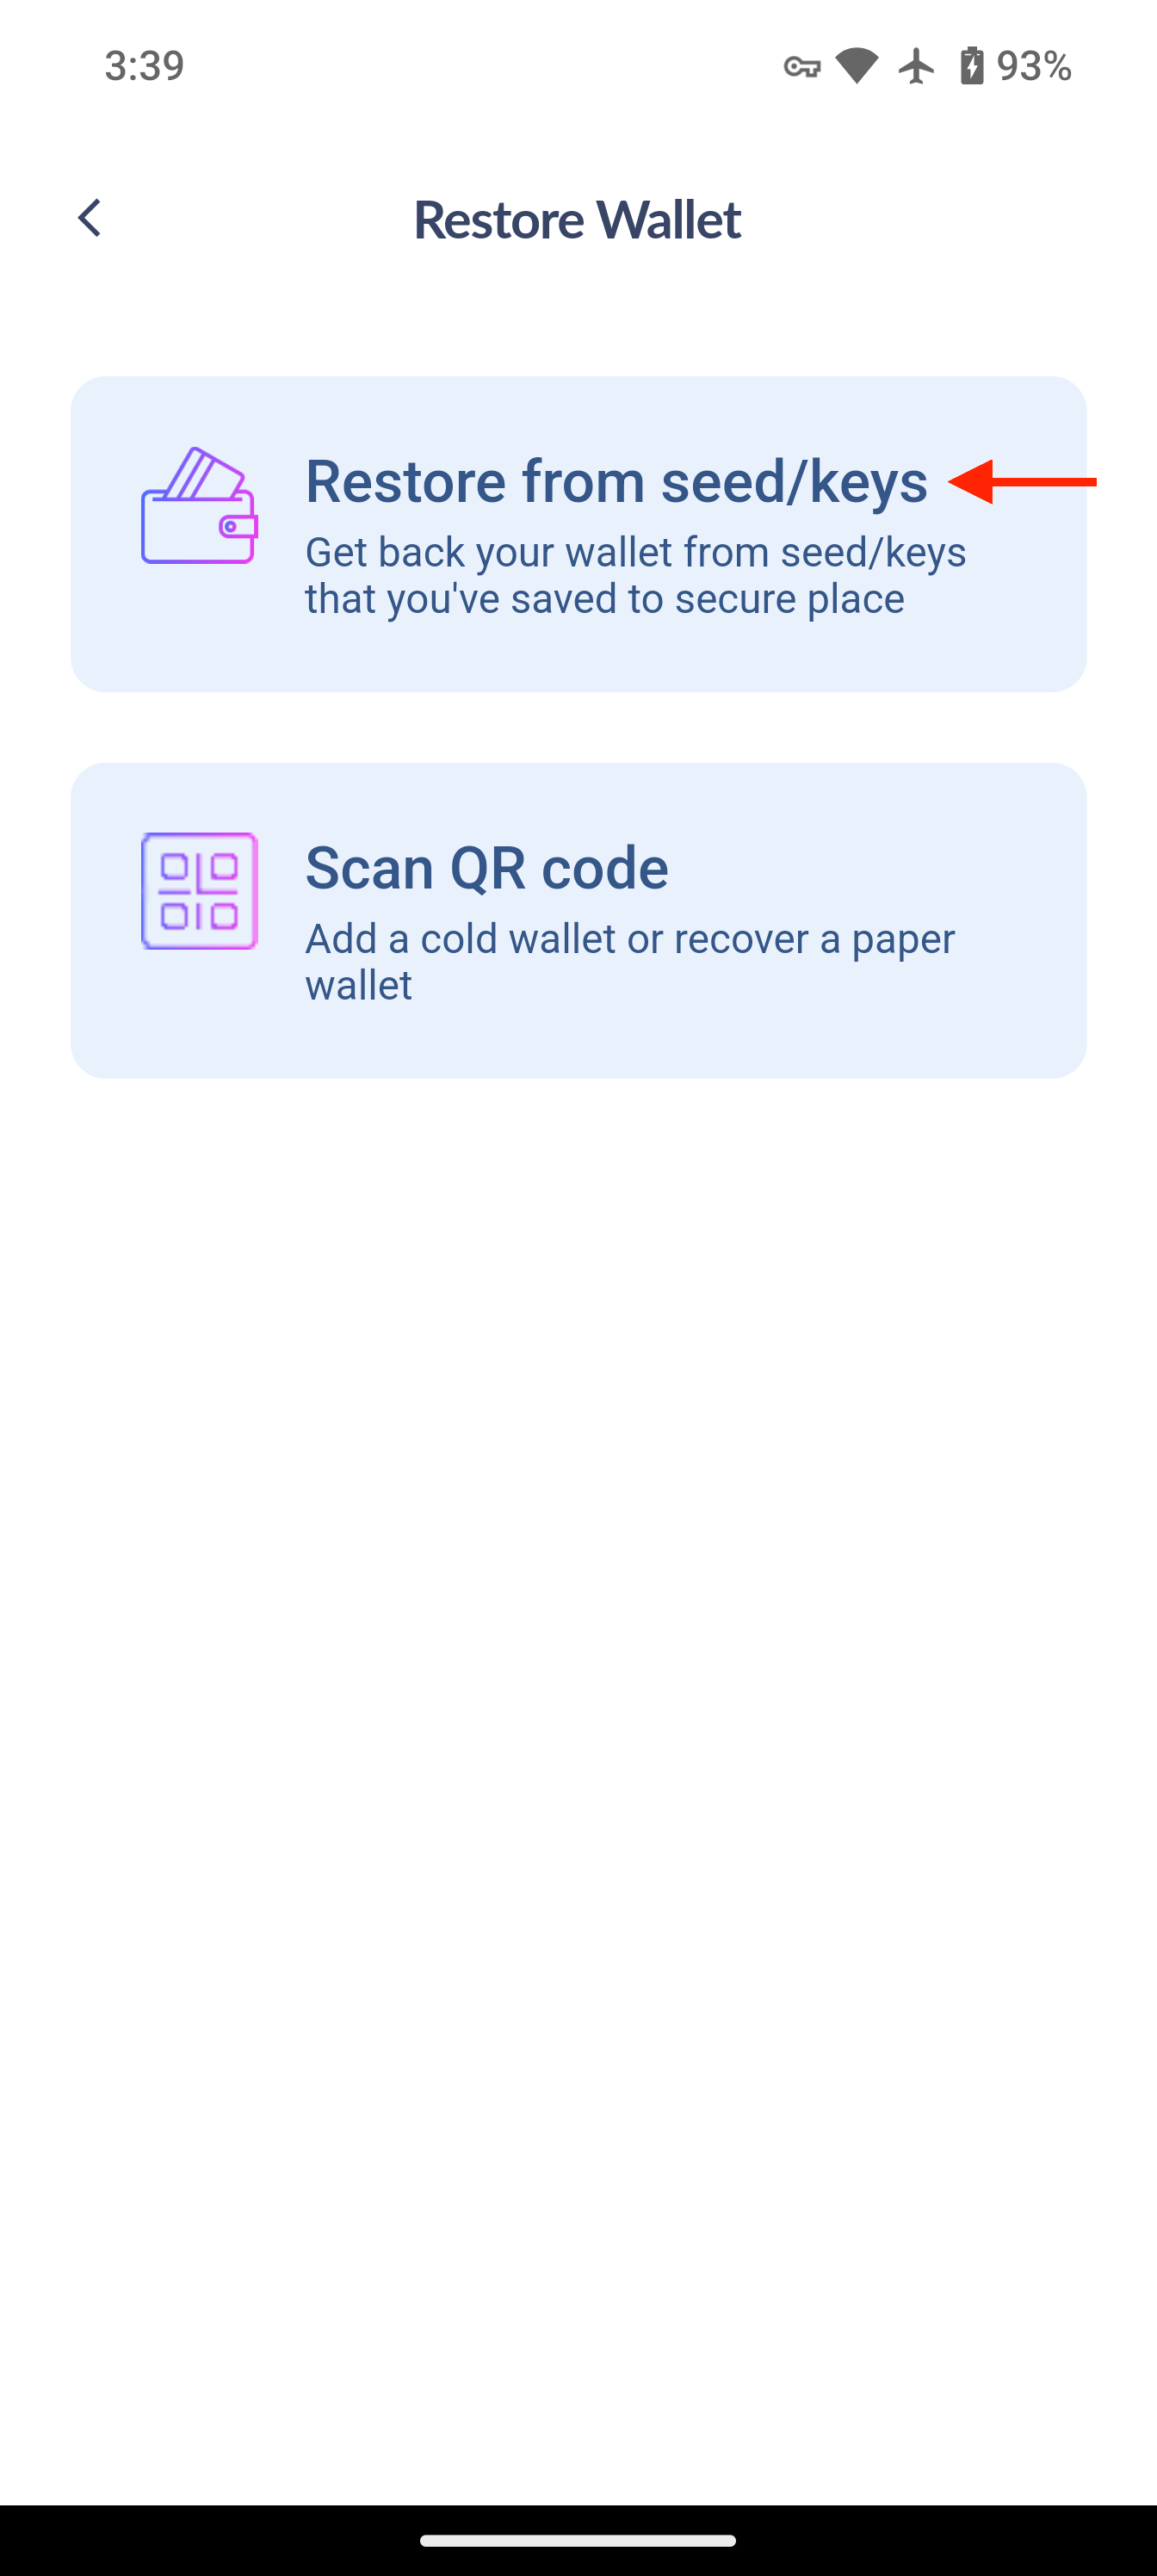 3:39
93%
Restore Wallet
Restore from seed/keys
Get back your wallet from seed/keys
that you've saved to secure place
Scan QR code
Add a cold wallet or recover a paper
wallet